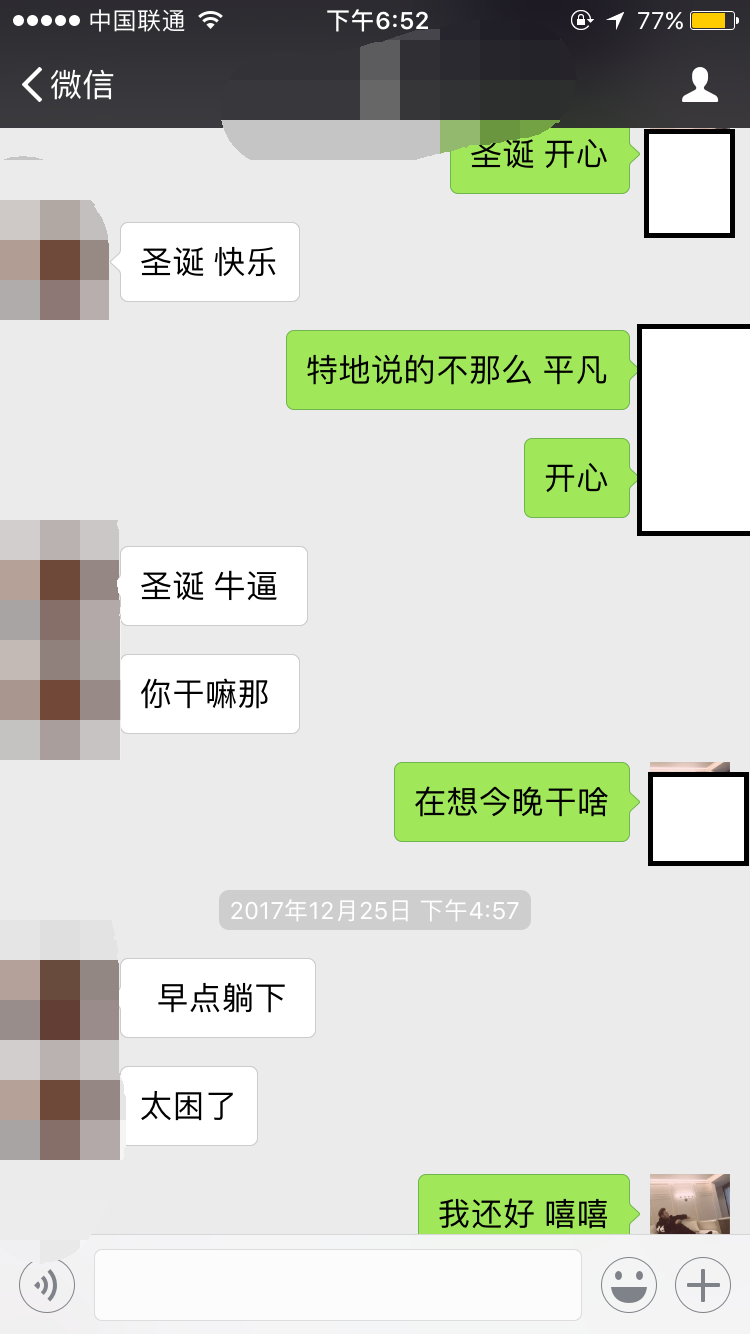 中国联通 下午6:52 77%
微信
圣诞 开心
圣诞 快乐
特地说的不那么 平凡
开心
圣诞 牛逼
你干嘛那
在想今晚干啥
2017年12月25日 下午4:57
早点躺下
太困了
我还好 嘻嘻